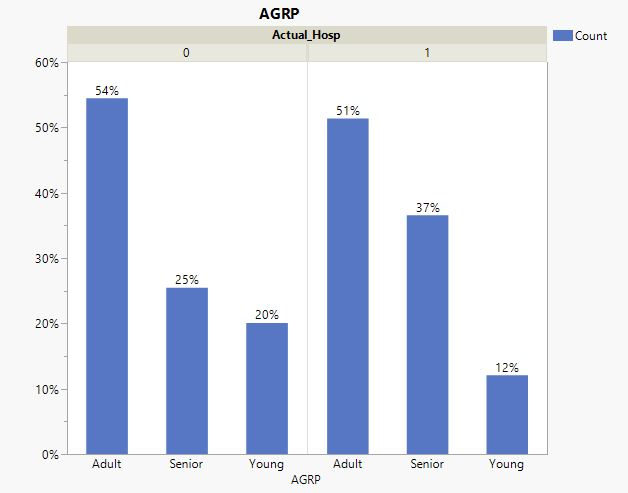 AGRP
Actual_Hosp
Count
0 1
60%
50%
40%
30%
20%
10%
0%
54%
25%
20%
51%
37%
12%
Adult Senior Young Adult Senior Young
AGRP